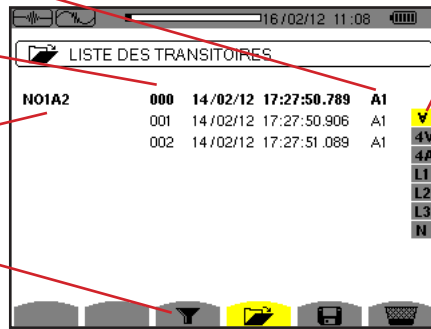 16/02/12 11:08
LISTE DES TRANSITOIRES
NO1A2 000 14/02/12 17:27:50.789 A1
001 14/02/12 17:27:50.906 A1
002 14/02/12 17:27:51.089 A1
∀
4V
4A
L1
L2
L3
N